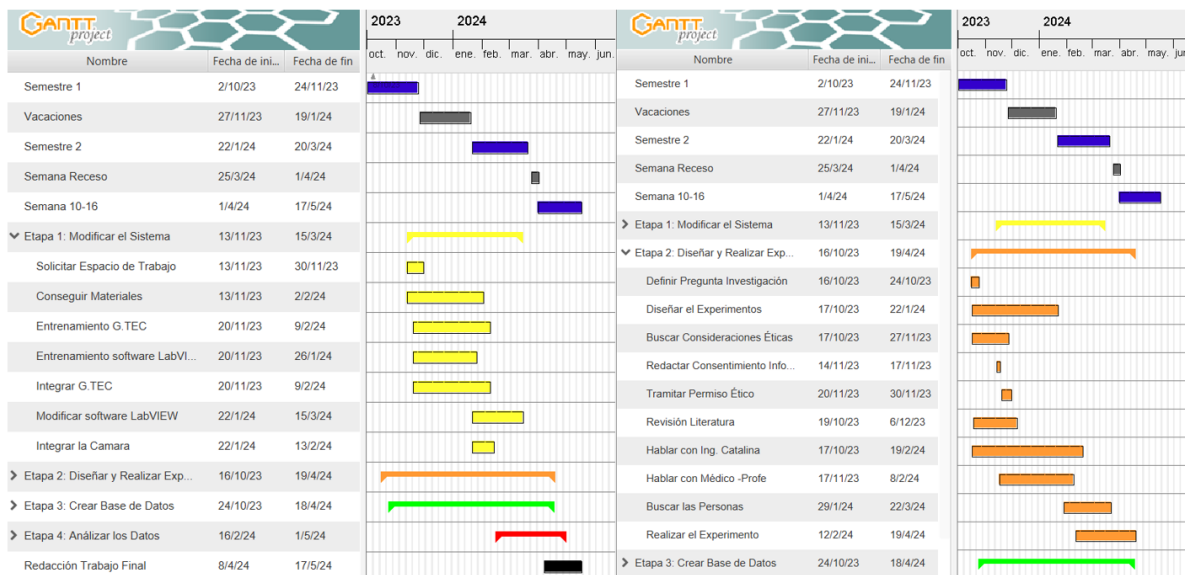 GANTT project
2023 2024
Nombre Fecha de ini... Fecha de fin oct. nov. dic. ene. feb. mar. abr. may. jun.
Semestre 1 2/10/23 24/11/23
Vacaciones 27/11/23 19/1/24
Semestre 2 22/1/24 20/3/24
Semana Receso 25/3/24 1/4/24
Semana 10-16 1/4/24 17/5/24
Etapa 1: Modificar el Sistema 13/11/23 15/3/24
Solicitar Espacio de Trabajo 13/11/23 30/11/23
Conseguir Materiales 13/11/23 2/2/24
Entrenamiento G.TEC 20/11/23 9/2/24
Entrenamiento software LabVI... 20/11/23 26/1/24
Integrar G.TEC 20/11/23 9/2/24
Modificar software LabVIEW 22/1/24 15/3/24
Integrar la Camara 22/1/24 13/2/24
Etapa 2: Diseñar y Realizar Exp... 16/10/23 19/4/24
Etapa 3: Crear Base de Datos 24/10/23 18/4/24
Etapa 4: Análizar los Datos 16/2/24 1/5/24
Redacción Trabajo Final 8/4/24 17/5/24
GANTT project
2023 2024
Nombre Fecha de ini... Fecha de fin oct. nov. dic. ene. feb. mar. abr. may. jun
Semestre 1 2/10/23 24/11/23
Vacaciones 27/11/23 19/1/24
Semestre 2 22/1/24 20/3/24
Semana Receso 25/3/24 1/4/24
Semana 10-16 1/4/24 17/5/24
Etapa 1: Modificar el Sistema 13/11/23 15/3/24
Etapa 2: Diseñar y Realizar Exp... 16/10/23 19/4/24
Definir Pregunta Investigación 16/10/23 24/10/23
Diseñar el Experimentos 17/10/23 22/1/24
Buscar Consideraciones Éticas 17/10/23 27/11/23
Redactar Consentimiento Info... 14/11/23 17/11/23
Tramitar Permiso Ético 20/11/23 30/11/23
Revisión Literatura 19/10/23 6/12/23
Hablar con Ing. Catalina 17/10/23 19/2/24
Hablar con Médico -Profe 17/11/23 8/2/24
Buscar las Personas 29/1/24 22/3/24
Realizar el Experimento 12/2/24 19/4/24
Etapa 3: Crear Base de Datos 24/10/23 18/4/24